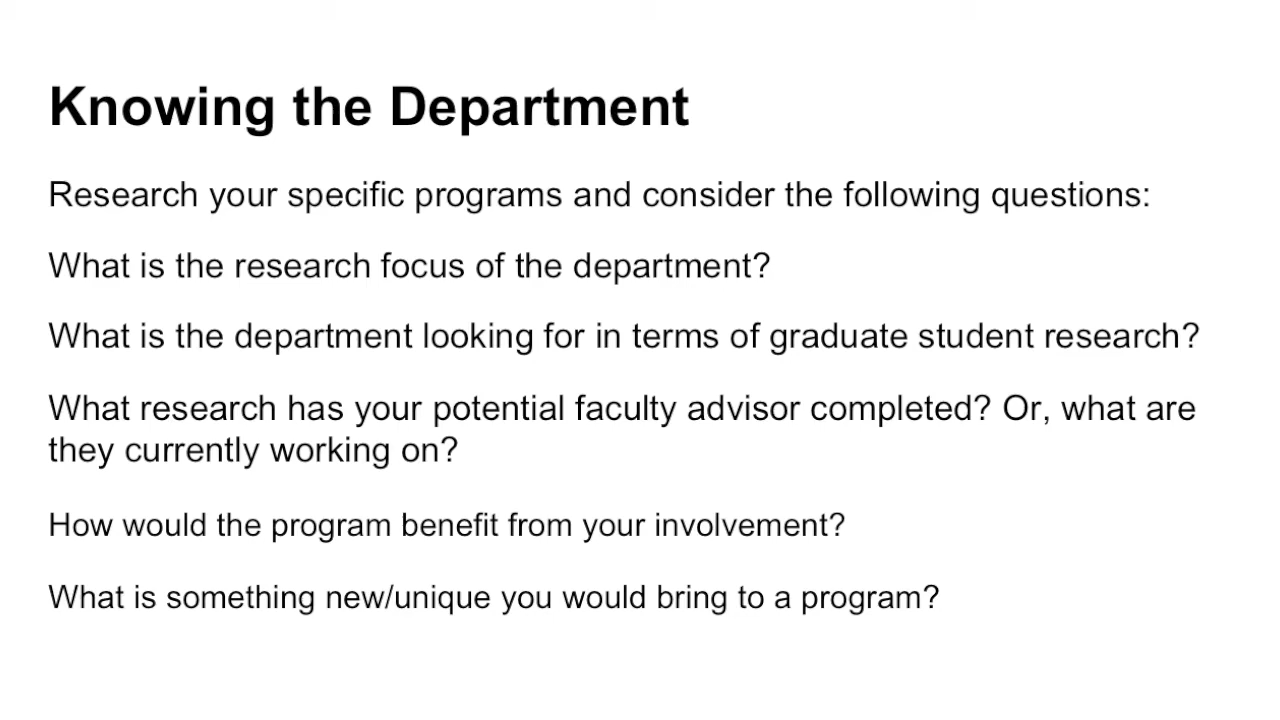 Knowing the Department
Research your specific programs and consider the following questions:
What is the research focus of the department?
What is the department looking for in terms of graduate student research?
What research has your potential faculty advisor completed? Or, what are
they currently working on?
How would the program benefit from your involvement?
What is something new/unique you would bring to a program?